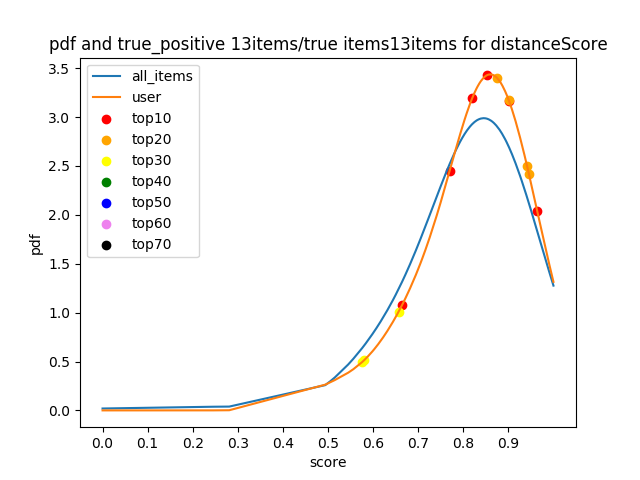 pdf and true_positive 13items/true items13items for distanceScore
all_items
user
top10
top20
top30
top40
top50
top60
top70
3.5
3.0
2.5
2.0
1.5
1.0
0.5
0.0
pdf
0.0 0.1 0.2 0.3 0.4 0.5 0.6 0.7 0.8 0.9
score